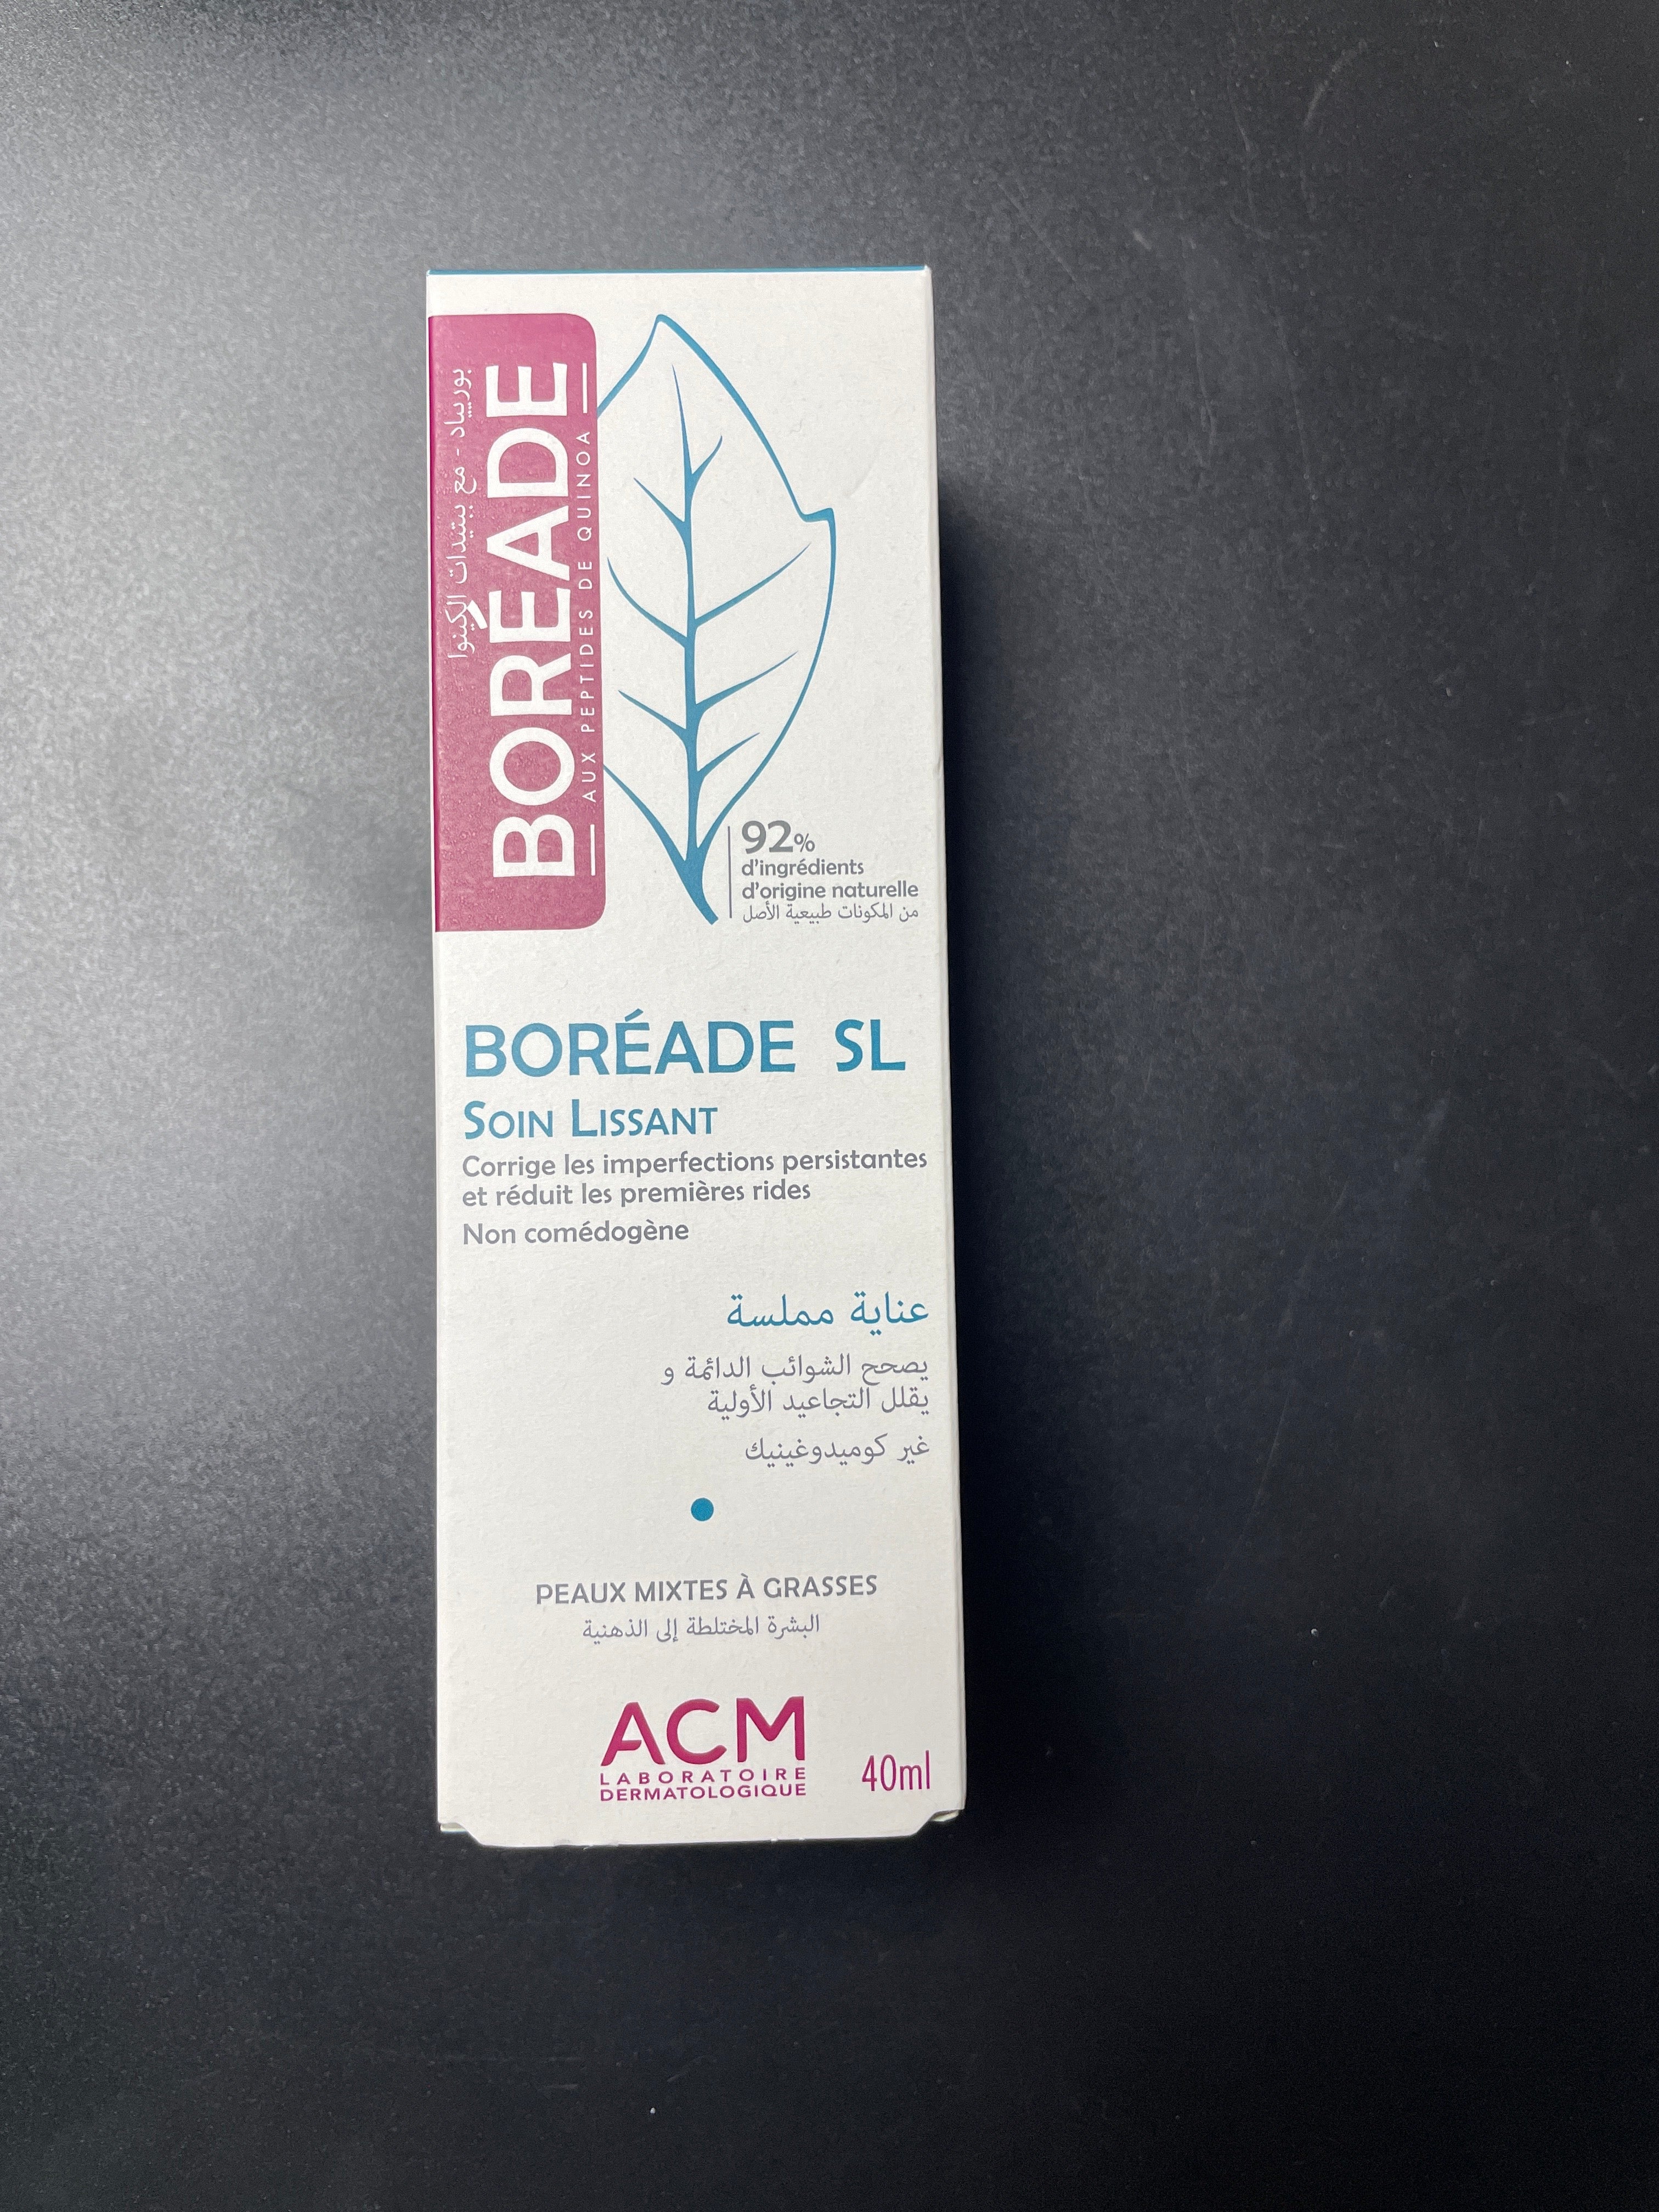 بورياد - مع ببتيدات الكينوا
BORÉADE
AUX PEPTIDES DE QUINOA
92%
d'ingrédients
d'origine naturelle
من المكونات طبيعية الأصل
BORÉADE SL
SOIN LISSANT
Corrige les imperfections persistantes
et réduit les premières rides
Non comédogène
عناية مملسة
يصحح الشوائب الدائمة و
يقلل التجاعيد الأولية
غير كوميدوغينيك
PEAUX MIXTES À GRASSES
البشرة المختلطة إلى الذهنية
ACM
LABORATOIRE
DERMATOLOGIQUE
40ml